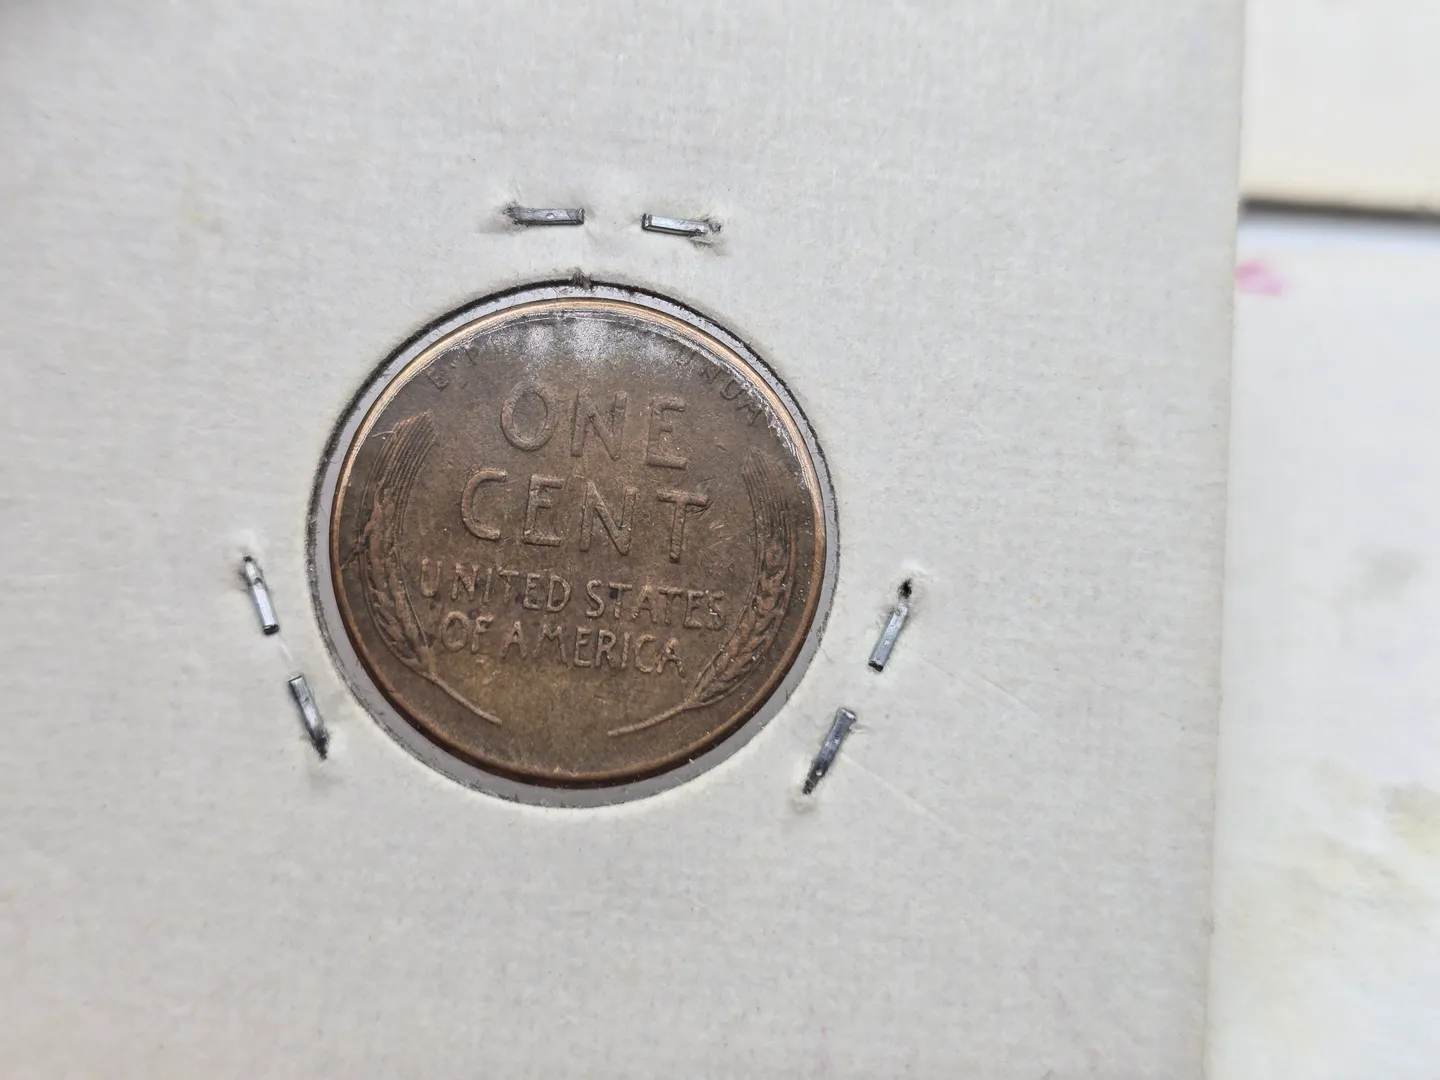 ONE
CENT
UNITED STATES
OF AMERICA